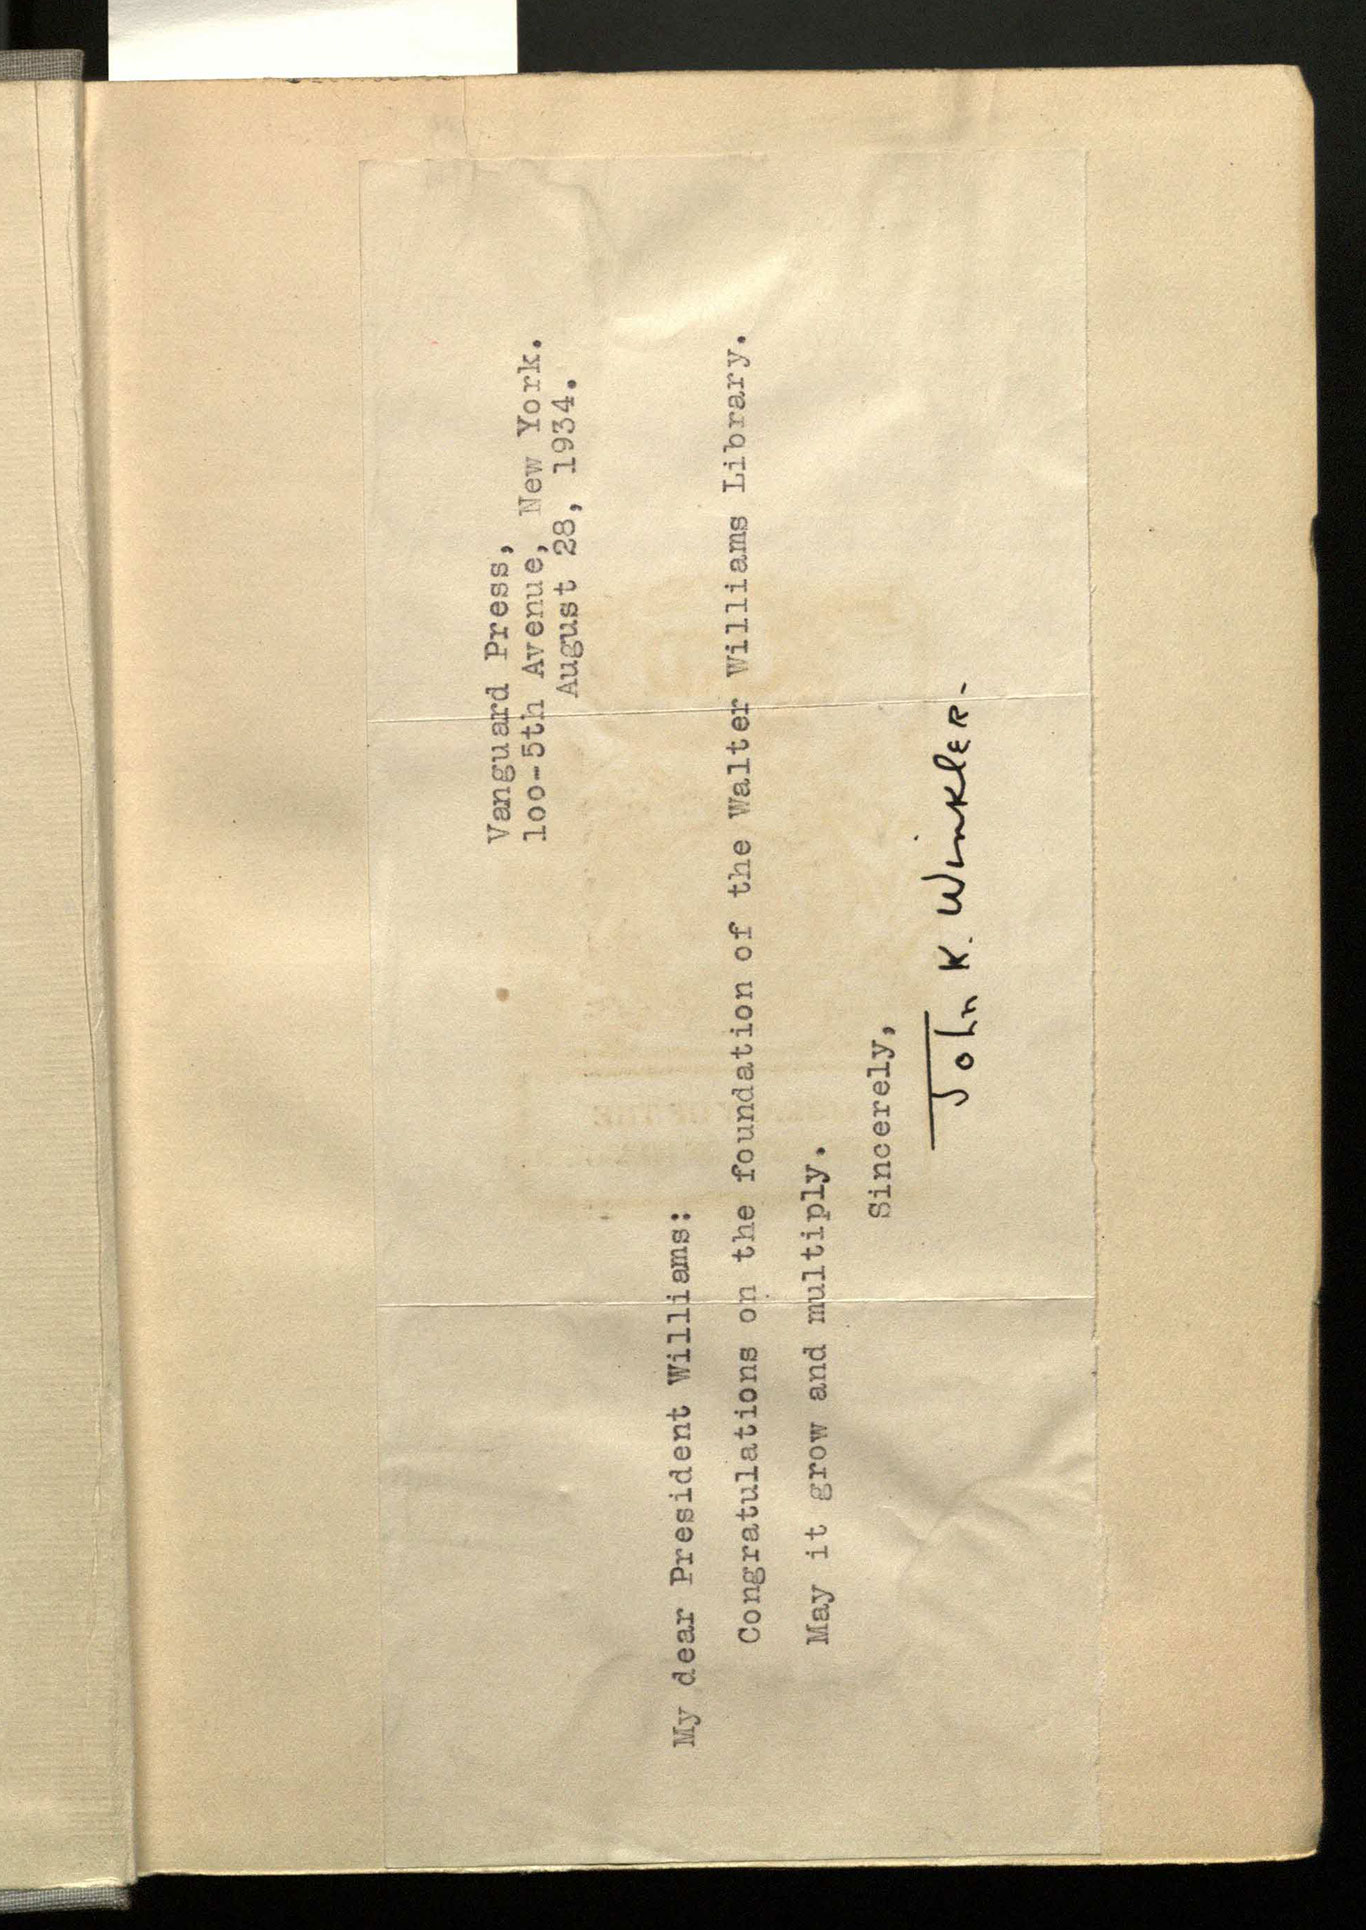 Vanguard Press,
100-5th Avenue, New York.
August 28, 1934.
My dear President Williams:
Congratulations on the foundation of the Walter Williams Library.
May it grow and multiply.
Sincerely,
John K. Winkler-